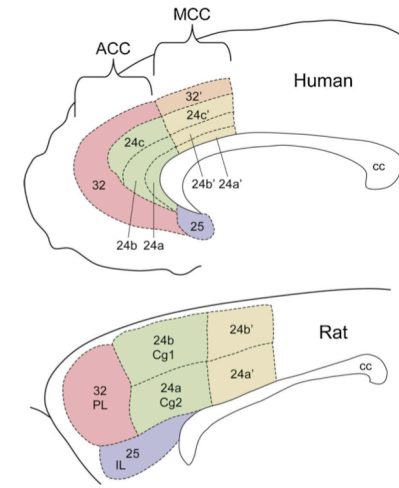 MCC
ACC
Human
32'
24c'
24c
32
24b' 24a'
cc
25
24b 24a
24b
Cg1
24b'
Rat
24a'
cc
32
PL
24a
Cg2
25
IL